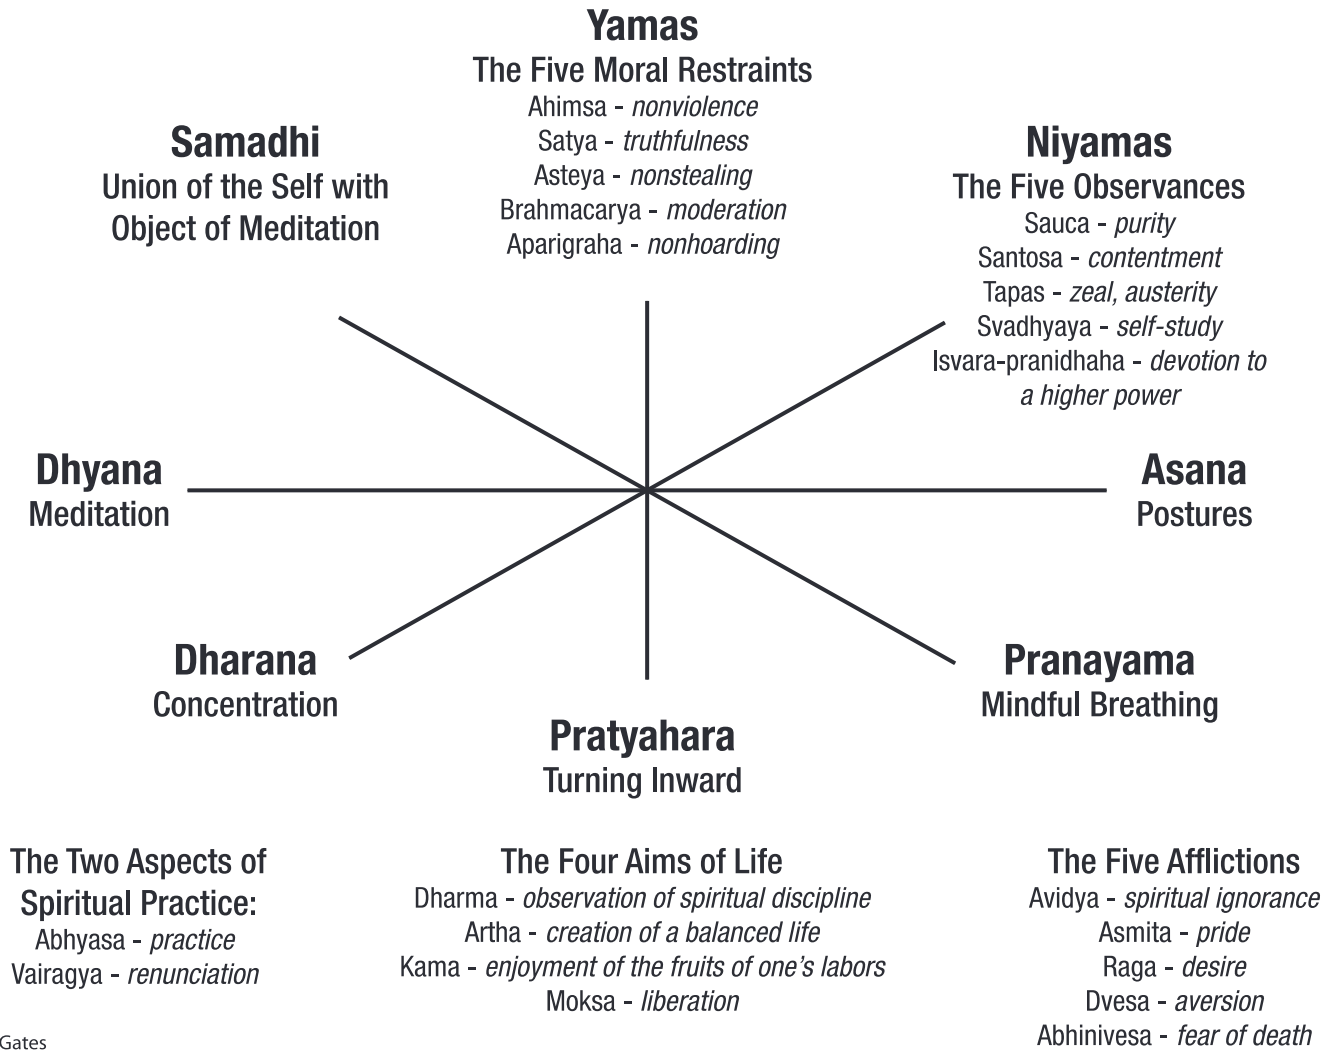 Yamas
The Five Moral Restraints
Ahimsa - nonviolence
Satya - truthfulness
Asteya - nonstealing
Brahmacarya - moderation
Aparigraha - nonhoarding
Niyamas
The Five Observances
Sauca - purity
Santosa - contentment
Tapas - zeal, austerity
Svadhyaya - self-study
Isvara-pranidhaha - devotion to
a higher power
Asana
Postures
Pranayama
Mindful Breathing
Pratyahara
Turning Inward
Dharana
Concentration
Dhyana
Meditation
Samadhi
Union of the Self with
Object of Meditation
The Two Aspects of
Spiritual Practice:
Abhyasa - practice
Vairagya - renunciation
The Four Aims of Life
Dharma - observation of spiritual discipline
Artha - creation of a balanced life
Kama - enjoyment of the fruits of one's labors
Moksa - liberation
The Five Afflictions
Avidya - spiritual ignorance
Asmita - pride
Raga - desire
Dvesa - aversion
Abhinivesa - fear of death
Gates